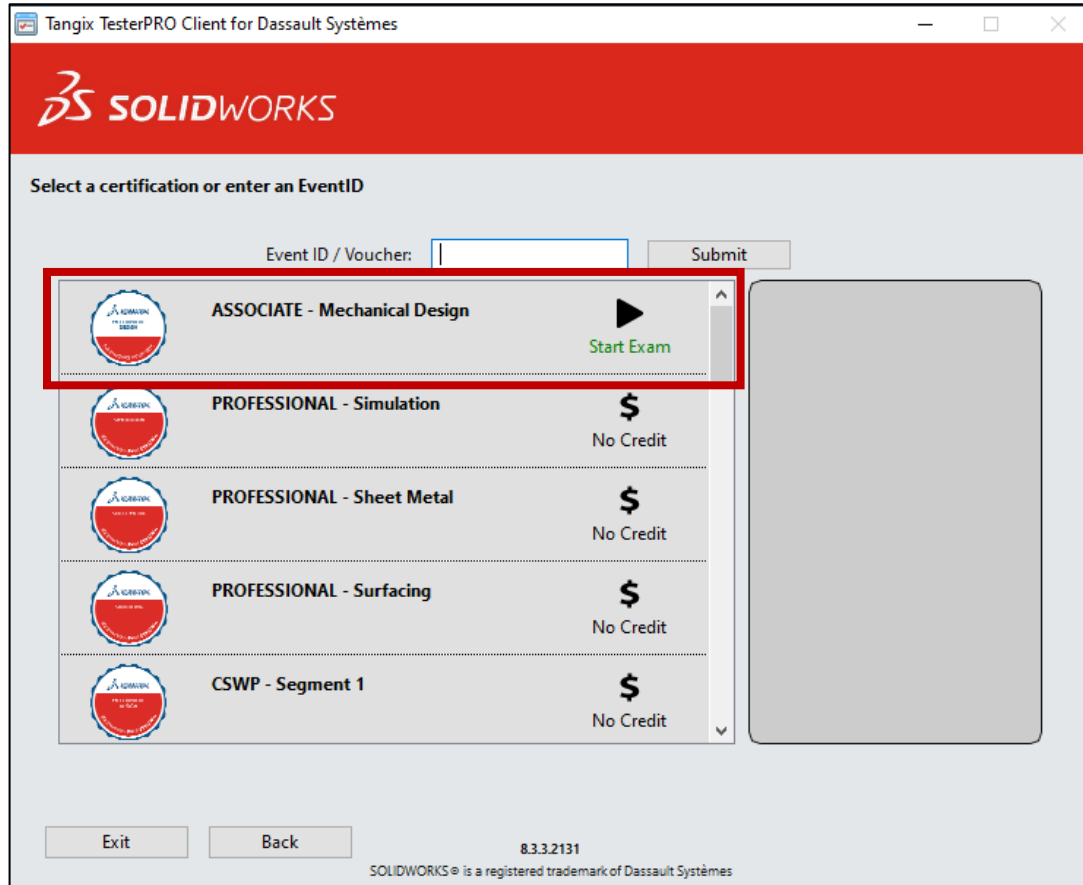 Tangix TesterPRO Client for Dassault Systèmes
SOLIDWORKS
Select a certification or enter an EventID
Event ID / Voucher: Submit
ASSOCIATE - Mechanical Design
Start Exam
PROFESSIONAL - Simulation
$
No Credit
PROFESSIONAL - Sheet Metal
$
No Credit
PROFESSIONAL - Surfacing
$
No Credit
CSWP - Segment 1
$
No Credit
Exit Back
8.3.3.2131
SOLIDWORKS® is a registered trademark of Dassault Systèmes